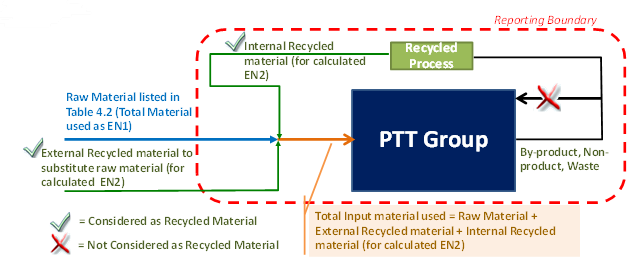 Reporting Boundary
Internal Recycled
material (for calculated
EN2)
Recycled
Process
Raw Material listed in
Table 4.2 (Total Material
used as EN1)
PTT Group
External Recycled material to
substitute raw material (for
calculated EN2)
By-product, Non-
product, Waste
= Considered as Recycled Material
= Not Considered as Recycled Material
Total Input material used = Raw Material +
External Recycled material + Internal Recycled
material (for calculated EN2)